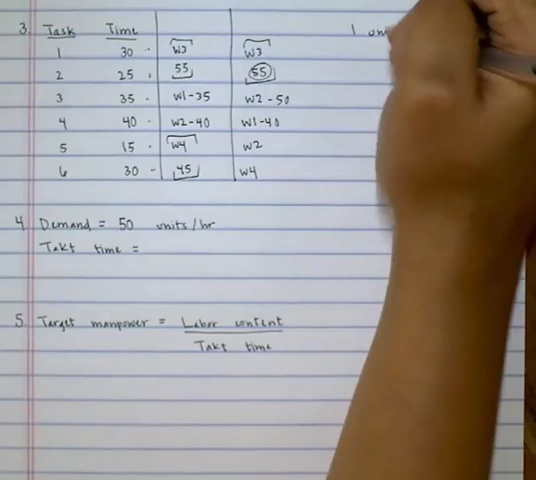 3. Task Time 1
1 30 - W3 W3
2 25 55 55
3 35 - W1-35 W2-50
4 40 - W2-40 W1-40
5 15 - W4 W2
6 30 - 45 W4
4 Demand = 50 units/hr
Takt time =
5. Target manpower = Labor content
Takt time